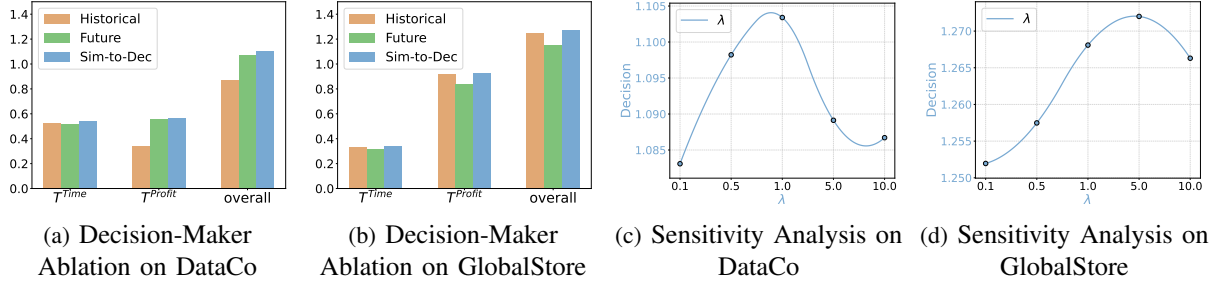 1.4
1.2
1.0
0.8
0.6
0.4
0.2
0.0
Historical
Future
Sim-to-Dec
T^Time T^Profit overall
(a) Decision-Maker
Ablation on DataCo
1.4
1.2
1.0
0.8
0.6
0.4
0.2
0.0
Historical
Future
Sim-to-Dec
T^Time T^Profit overall
(b) Decision-Maker
Ablation on GlobalStore
Decision
1.105
1.100
1.095
1.090
1.085
λ
0.1 0.5 1.0 5.0 10.0
λ
(c) Sensitivity Analysis on
DataCo
Decision
1.270
1.265
1.260
1.255
1.250
λ
0.1 0.5 1.0 5.0 10.0
λ
(d) Sensitivity Analysis on
GlobalStore